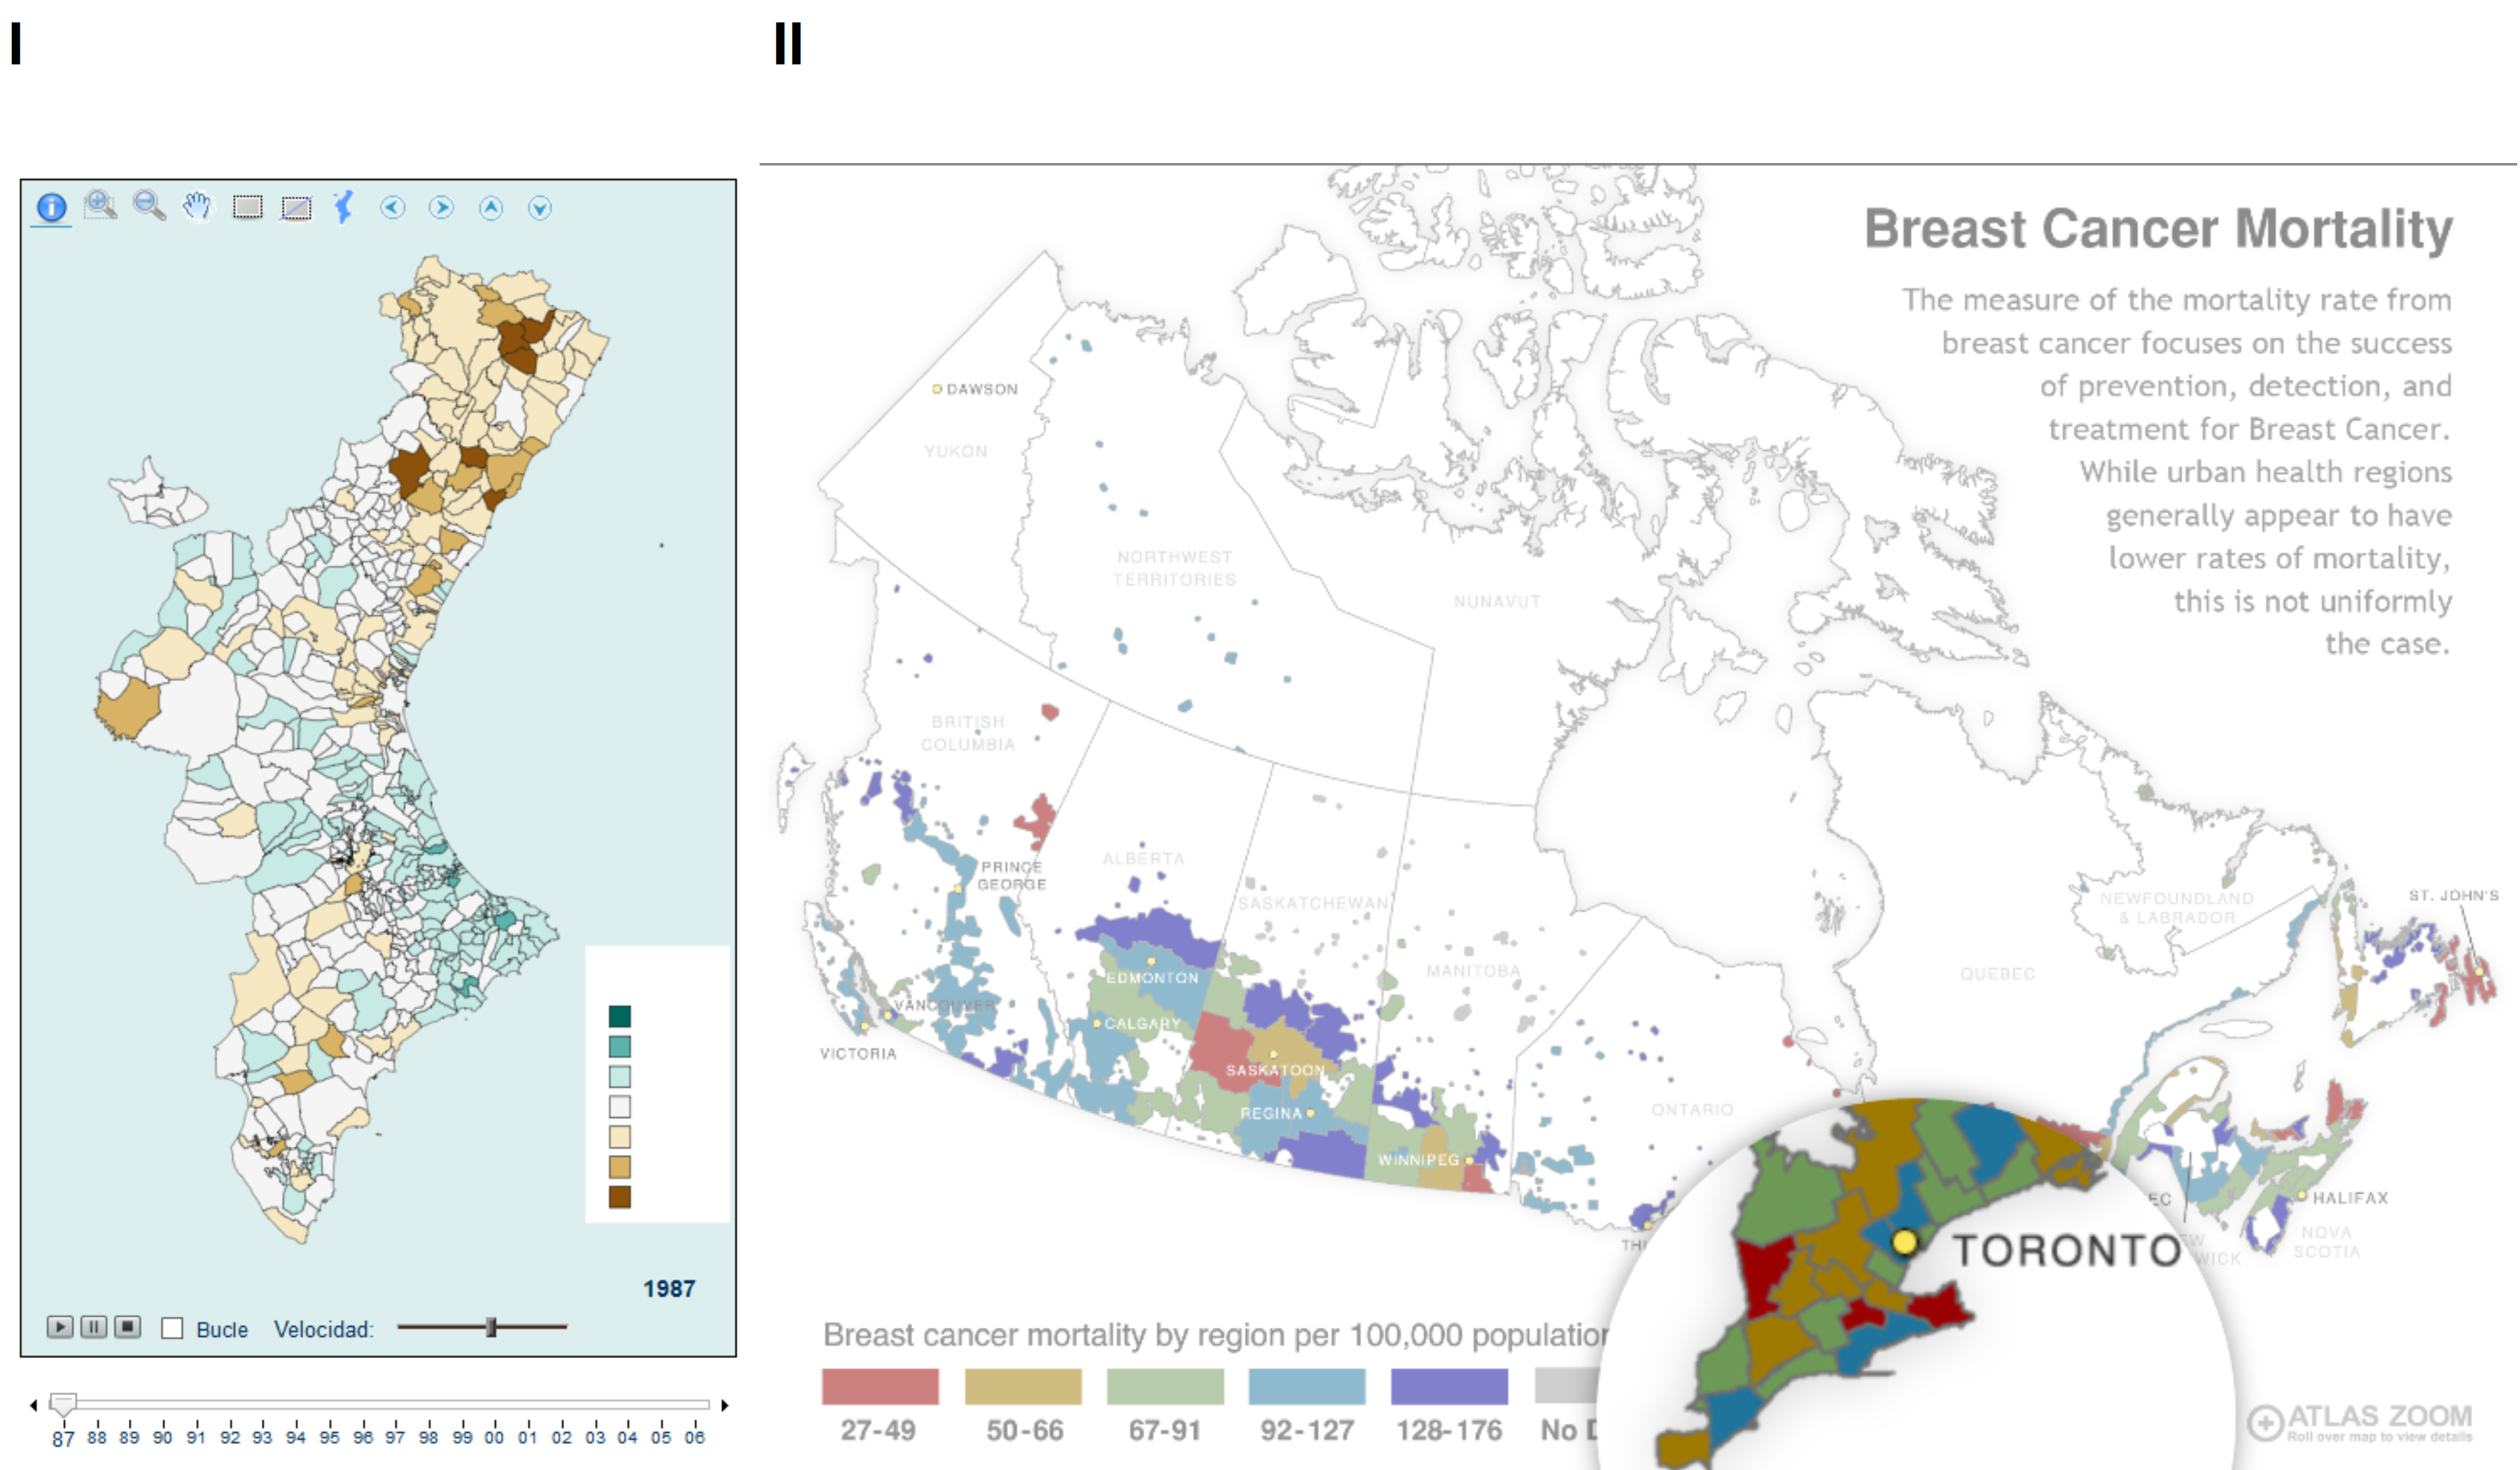 I
II
1987
Bucle
Velocidad:
87 88 89 90 91 92 93 94 95 96 97 98 99 00 01 02 03 04 05 06
Breast Cancer Mortality
The measure of the mortality rate from
breast cancer focuses on the success
of prevention, detection, and
treatment for Breast Cancer.
While urban health regions
generally appear to have
lower rates of mortality,
this is not uniformly
the case.
DAWSON
YUKON
NORTHWEST
TERRITORIES
NUNAVUT
BRITISH
COLUMBIA
PRINCE
GEORGE
ALBERTA
SASKATCHEWAN
MANITOBA
EDMONTON
VANCOUVER
CALGARY
VICTORIA
SASKATOON
REGINA
WINNIPEG
ONTARIO
QUEBEC
NEWFOUNDLAND
& LABRADOR
ST. JOHN'S
TH
EC
HALIFAX
NOVA
SCOTIA
EW
WICK
TORONTO
Breast cancer mortality by region per 100,000 population
27-49
50-66
67-91
92-127
128-176
No D
ATLAS ZOOM
Roll over map to view details